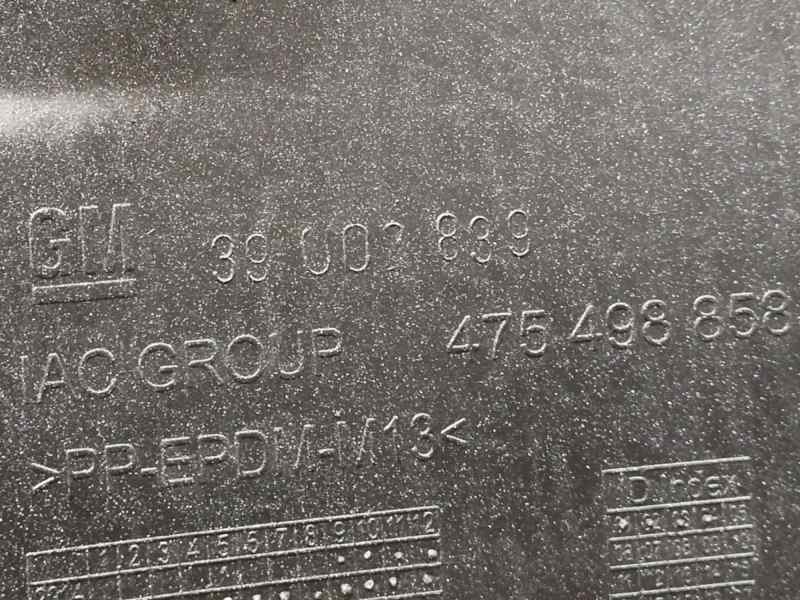 GM 39 002 839
IAC GROUP 475 498 858
>PP-EPDM-M13<
D.Index
1 2 3 4 5 6 7 8 9 10 11 12